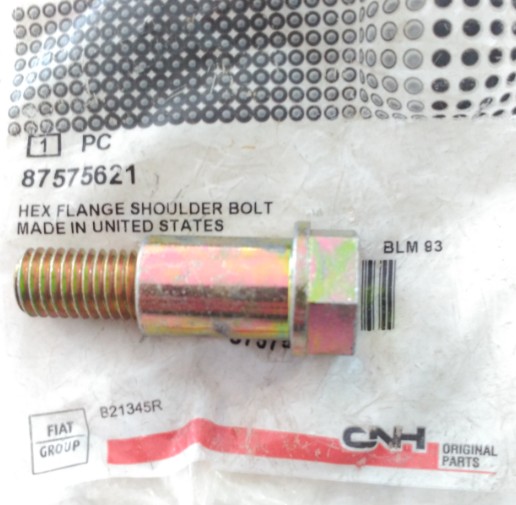 1 PC
87575621
HEX FLANGE SHOULDER BOLT
MADE IN UNITED STATES
BLM 93
B21345R
FIAT
GROUP
CNH
ORIGINAL
PARTS